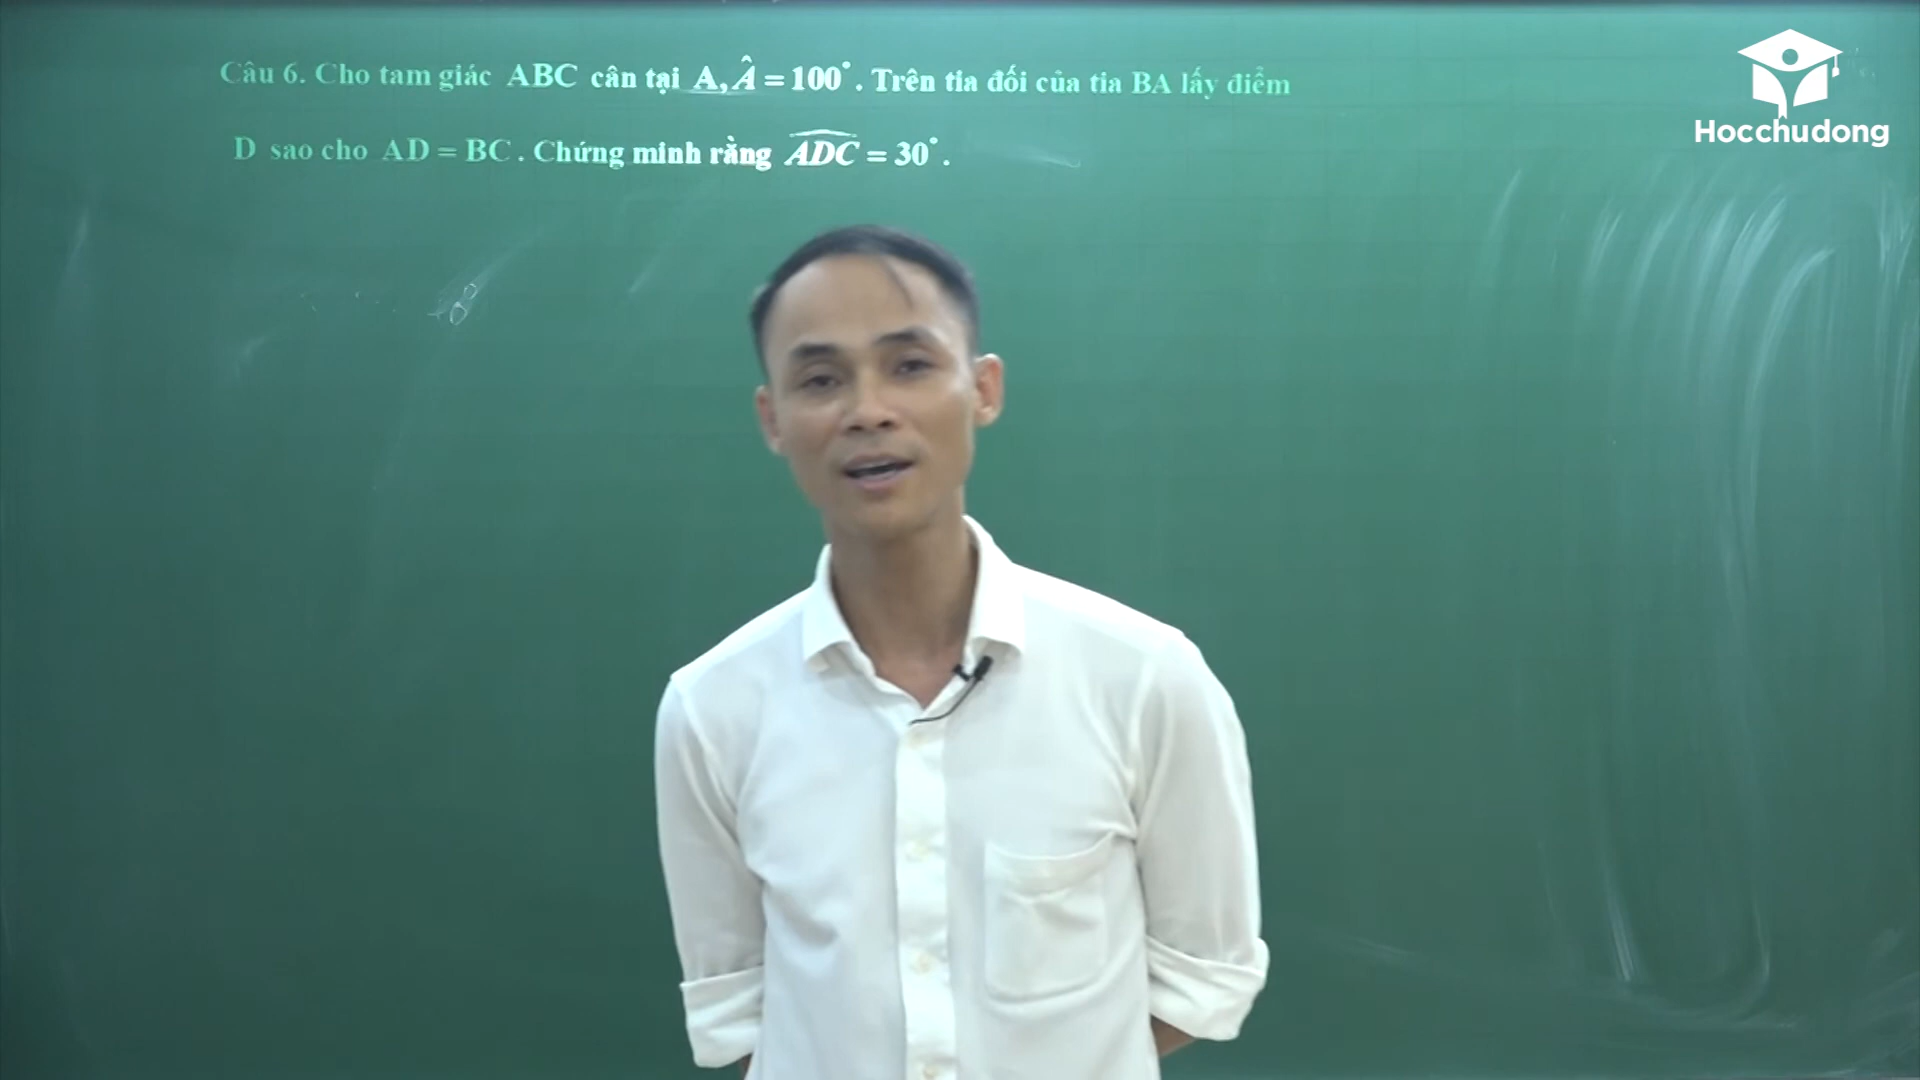 Câu 6. Cho tam giác ABC cân tại A, Â = 100°. Trên tia đối của tia BA lấy điểm
D sao cho AD = BC. Chứng minh rằng \widehat{ADC} = 30°.
Hocchudong